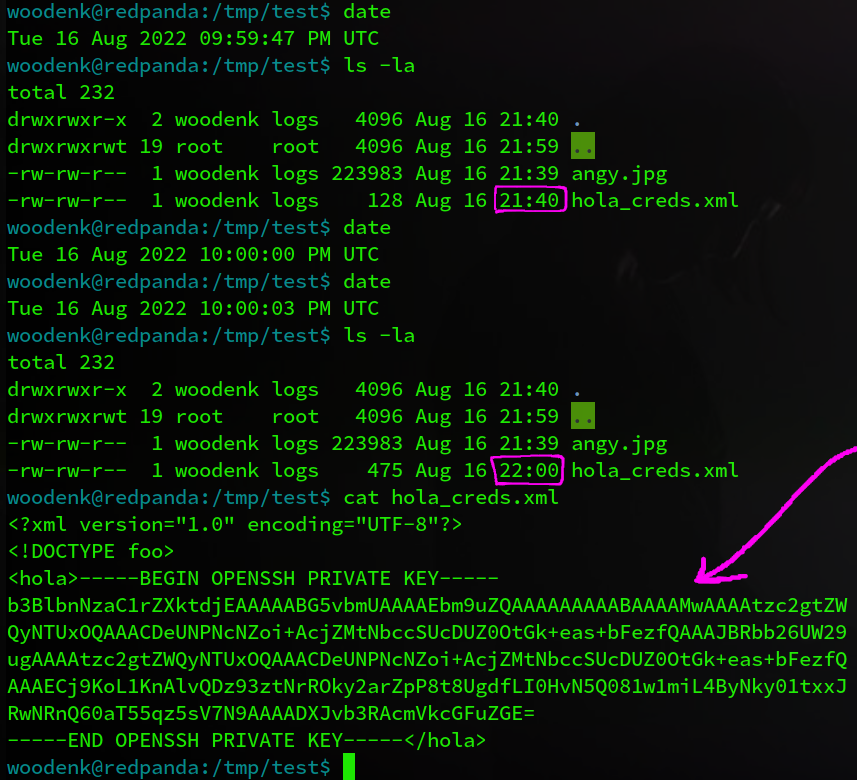 woodenk@redpanda:/tmp/test$ date
Tue 16 Aug 2022 09:59:47 PM UTC
woodenk@redpanda:/tmp/test$ ls -la
total 232
drwxrwxr-x  2 woodenk logs   4096 Aug 16 21:40 .
drwxrwxrwt 19 root    root   4096 Aug 16 21:59 ..
-rw-rw-r--  1 woodenk logs 223983 Aug 16 21:39 angy.jpg
-rw-rw-r--  1 woodenk logs    128 Aug 16 21:40 hola_creds.xml
woodenk@redpanda:/tmp/test$ date
Tue 16 Aug 2022 10:00:00 PM UTC
woodenk@redpanda:/tmp/test$ date
Tue 16 Aug 2022 10:00:03 PM UTC
woodenk@redpanda:/tmp/test$ ls -la
total 232
drwxrwxr-x  2 woodenk logs   4096 Aug 16 21:40 .
drwxrwxrwt 19 root    root   4096 Aug 16 21:59 ..
-rw-rw-r--  1 woodenk logs 223983 Aug 16 21:39 angy.jpg
-rw-rw-r--  1 woodenk logs    475 Aug 16 22:00 hola_creds.xml
woodenk@redpanda:/tmp/test$ cat hola_creds.xml
<?xml version="1.0" encoding="UTF-8"?>
<!DOCTYPE foo>
<hola>-----BEGIN OPENSSH PRIVATE KEY-----
b3BlbnNzaC1rZXktdjEAAAAABG5vbmUAAAAEbm9uZQAAAAAAAAABAAAAMwAAAAtzc2gtZW
QyNTUxOQAAACDeUNPNcNZoi+AcjZMtNbccSUcDUZ0OtGk+eas+bFezfQAAAJBRbb26UW29
ugAAAAtzc2gtZWQyNTUxOQAAACDeUNPNcNZoi+AcjZMtNbccSUcDUZ0OtGk+eas+bFezfQ
AAAECj9KoL1KnAlvQDz93ztNrROky2arZpP8t8UgdfLI0HvN5Q081w1miL4ByNky01txxJ
RwNRnQ60aT55qz5sV7N9AAAADXJvb3RAcmVkcGFuZGE=
-----END OPENSSH PRIVATE KEY-----</hola>
woodenk@redpanda:/tmp/test$